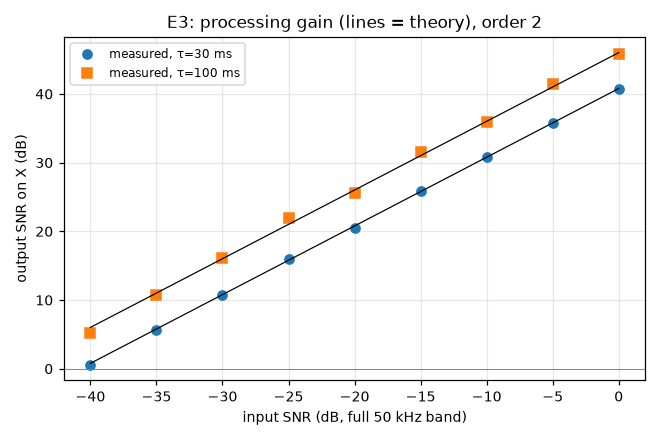 E3: processing gain (lines = theory), order 2
measured, τ=30 ms
measured, τ=100 ms
output SNR on X (dB)
40
30
20
10
0
−40 −35 −30 −25 −20 −15 −10 −5 0
input SNR (dB, full 50 kHz band)